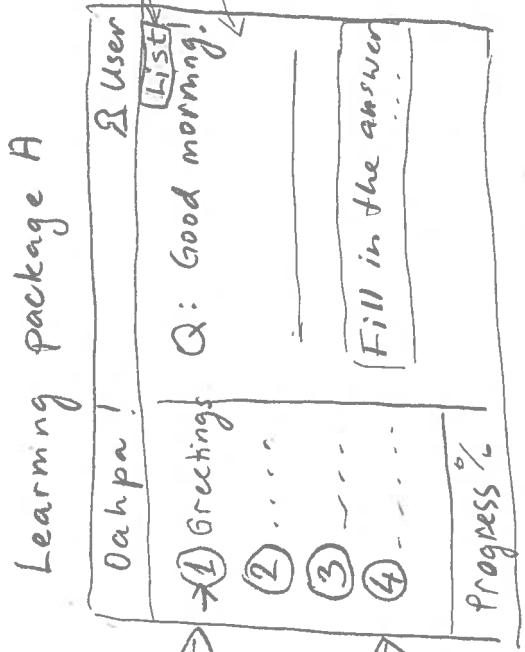 Learning package A
Oahpa! User
List
→① Greetings
② ....
③ ....
④ ....
Progress %
Q: Good morning!
Fill in the answer ...